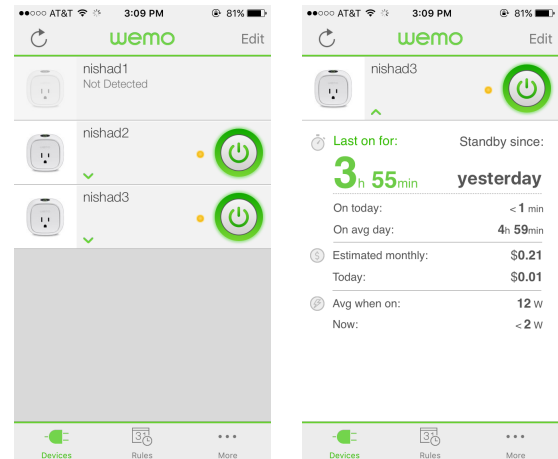 AT&T 3:09 PM 81%
wemo Edit
nishad1
Not Detected
nishad2
nishad3
Devices Rules More
31
AT&T 3:09 PM 81%
wemo Edit
nishad3
Last on for: Standby since:
3h 55min yesterday
On today: < 1 min
On avg day: 4h 59min
Estimated monthly: $0.21
Today: $0.01
Avg when on: 12 W
Now: < 2 W
31
Devices Rules More